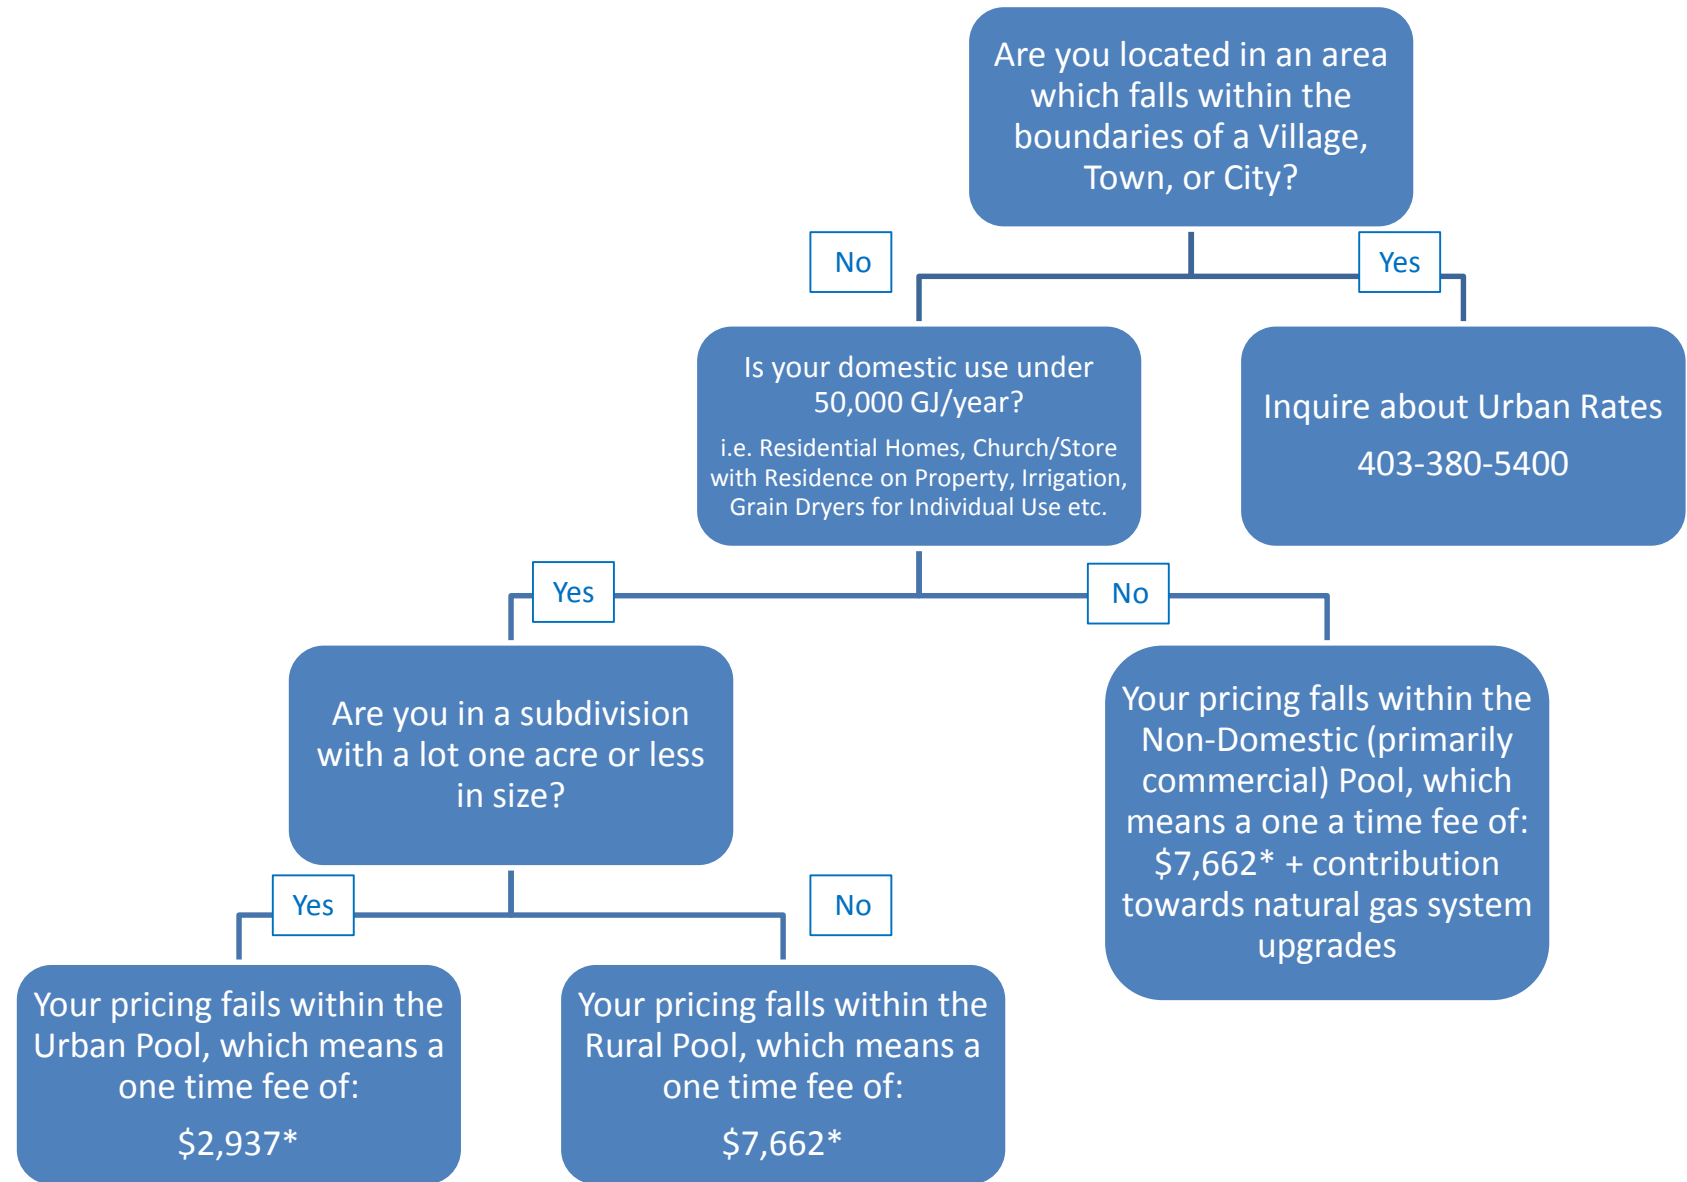 Are you located in an area
which falls within the
boundaries of a Village,
Town, or City?
No
Yes
Is your domestic use under
50,000 GJ/year?
i.e. Residential Homes, Church/Store
with Residence on Property, Irrigation,
Grain Dryers for Individual Use etc.
Inquire about Urban Rates
403-380-5400
Yes
No
Are you in a subdivision
with a lot one acre or less
in size?
Your pricing falls within the
Non-Domestic (primarily
commercial) Pool, which
means a one a time fee of:
$7,662* + contribution
towards natural gas system
upgrades
Yes
No
Your pricing fails within the
Urban Pool, which means a
one time fee of:
$2,937*
Your pricing falls within the
Rural Pool, which means a
one time fee of:
$7,662*